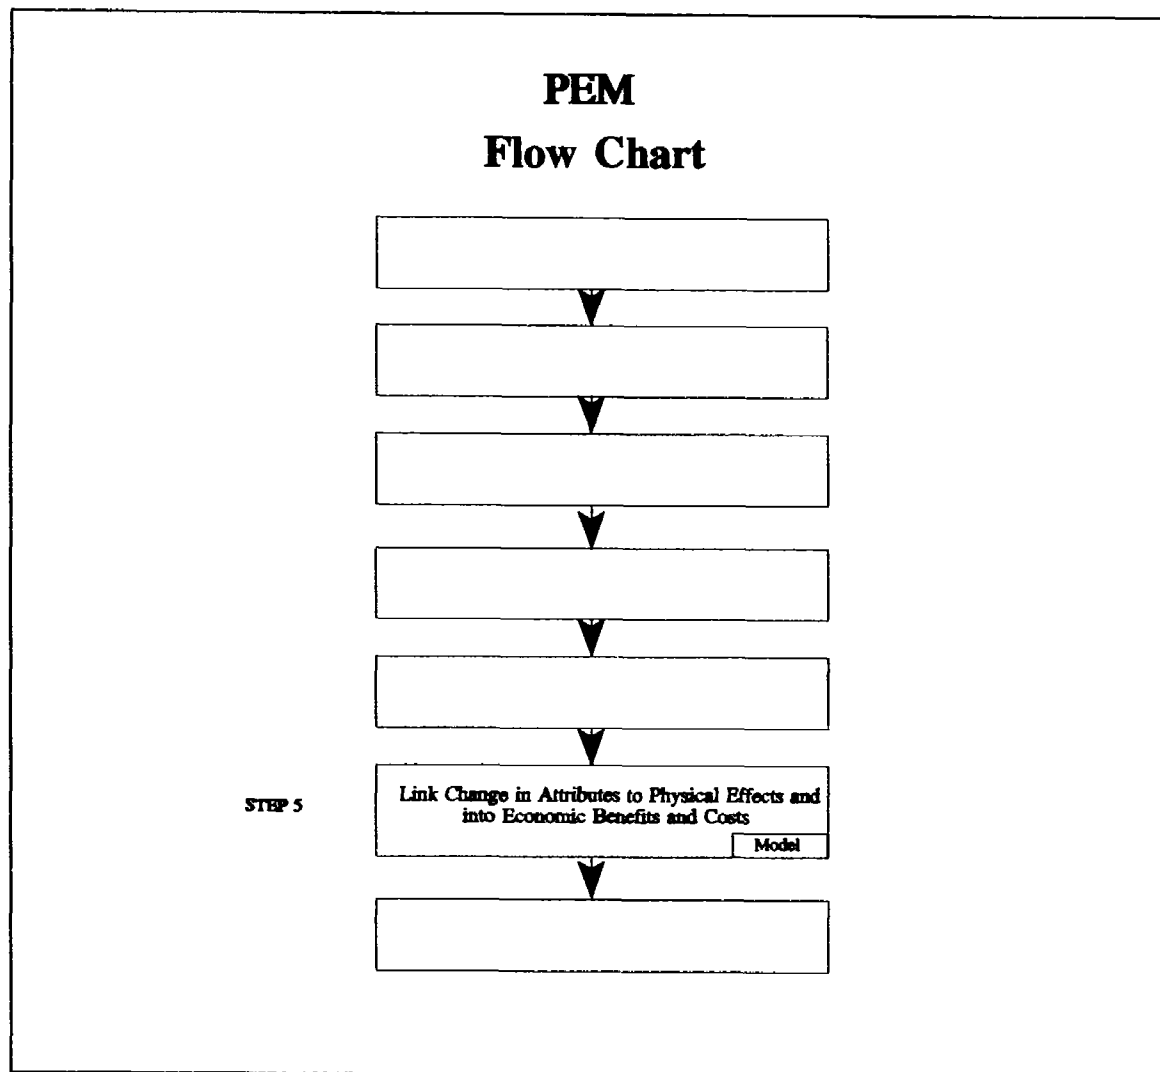 PEM
Flow Chart
STEP 5
Link Change in Attributes to Physical Effects and
into Economic Benefits and Costs
Model